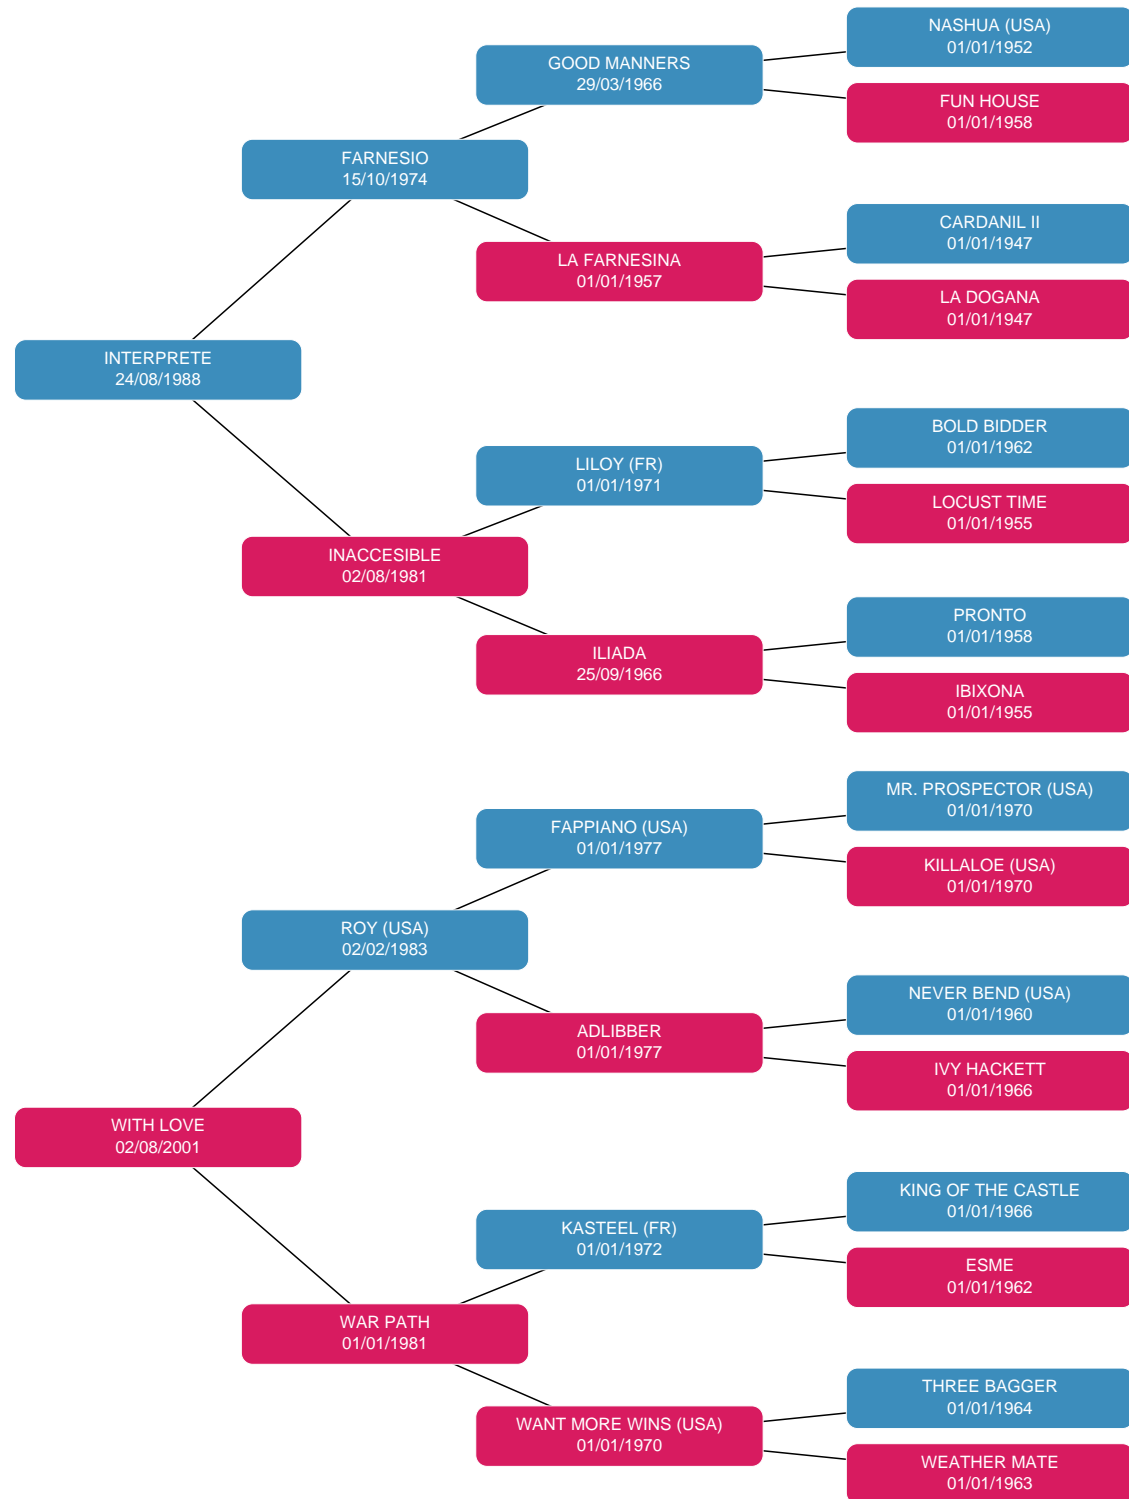 NASHUA (USA)
01/01/1952
GOOD MANNERS
29/03/1966
FUN HOUSE
01/01/1958
FARNESIO
15/10/1974
CARDANIL II
01/01/1947
LA FARNESINA
01/01/1957
LA DOGANA
01/01/1947
INTERPRETE
24/08/1988
BOLD BIDDER
01/01/1962
LILOY (FR)
01/01/1971
LOCUST TIME
01/01/1955
INACCESIBLE
02/08/1981
PRONTO
01/01/1958
ILIADA
25/09/1966
IBIXONA
01/01/1955
MR. PROSPECTOR (USA)
01/01/1970
FAPPIANO (USA)
01/01/1977
KILLALOE (USA)
01/01/1970
ROY (USA)
02/02/1983
NEVER BEND (USA)
01/01/1960
ADLIBBER
01/01/1977
IVY HACKETT
01/01/1966
WITH LOVE
02/08/2001
KING OF THE CASTLE
01/01/1966
KASTEEL (FR)
01/01/1972
ESME
01/01/1962
WAR PATH
01/01/1981
THREE BAGGER
01/01/1964
WANT MORE WINS (USA)
01/01/1970
WEATHER MATE
01/01/1963